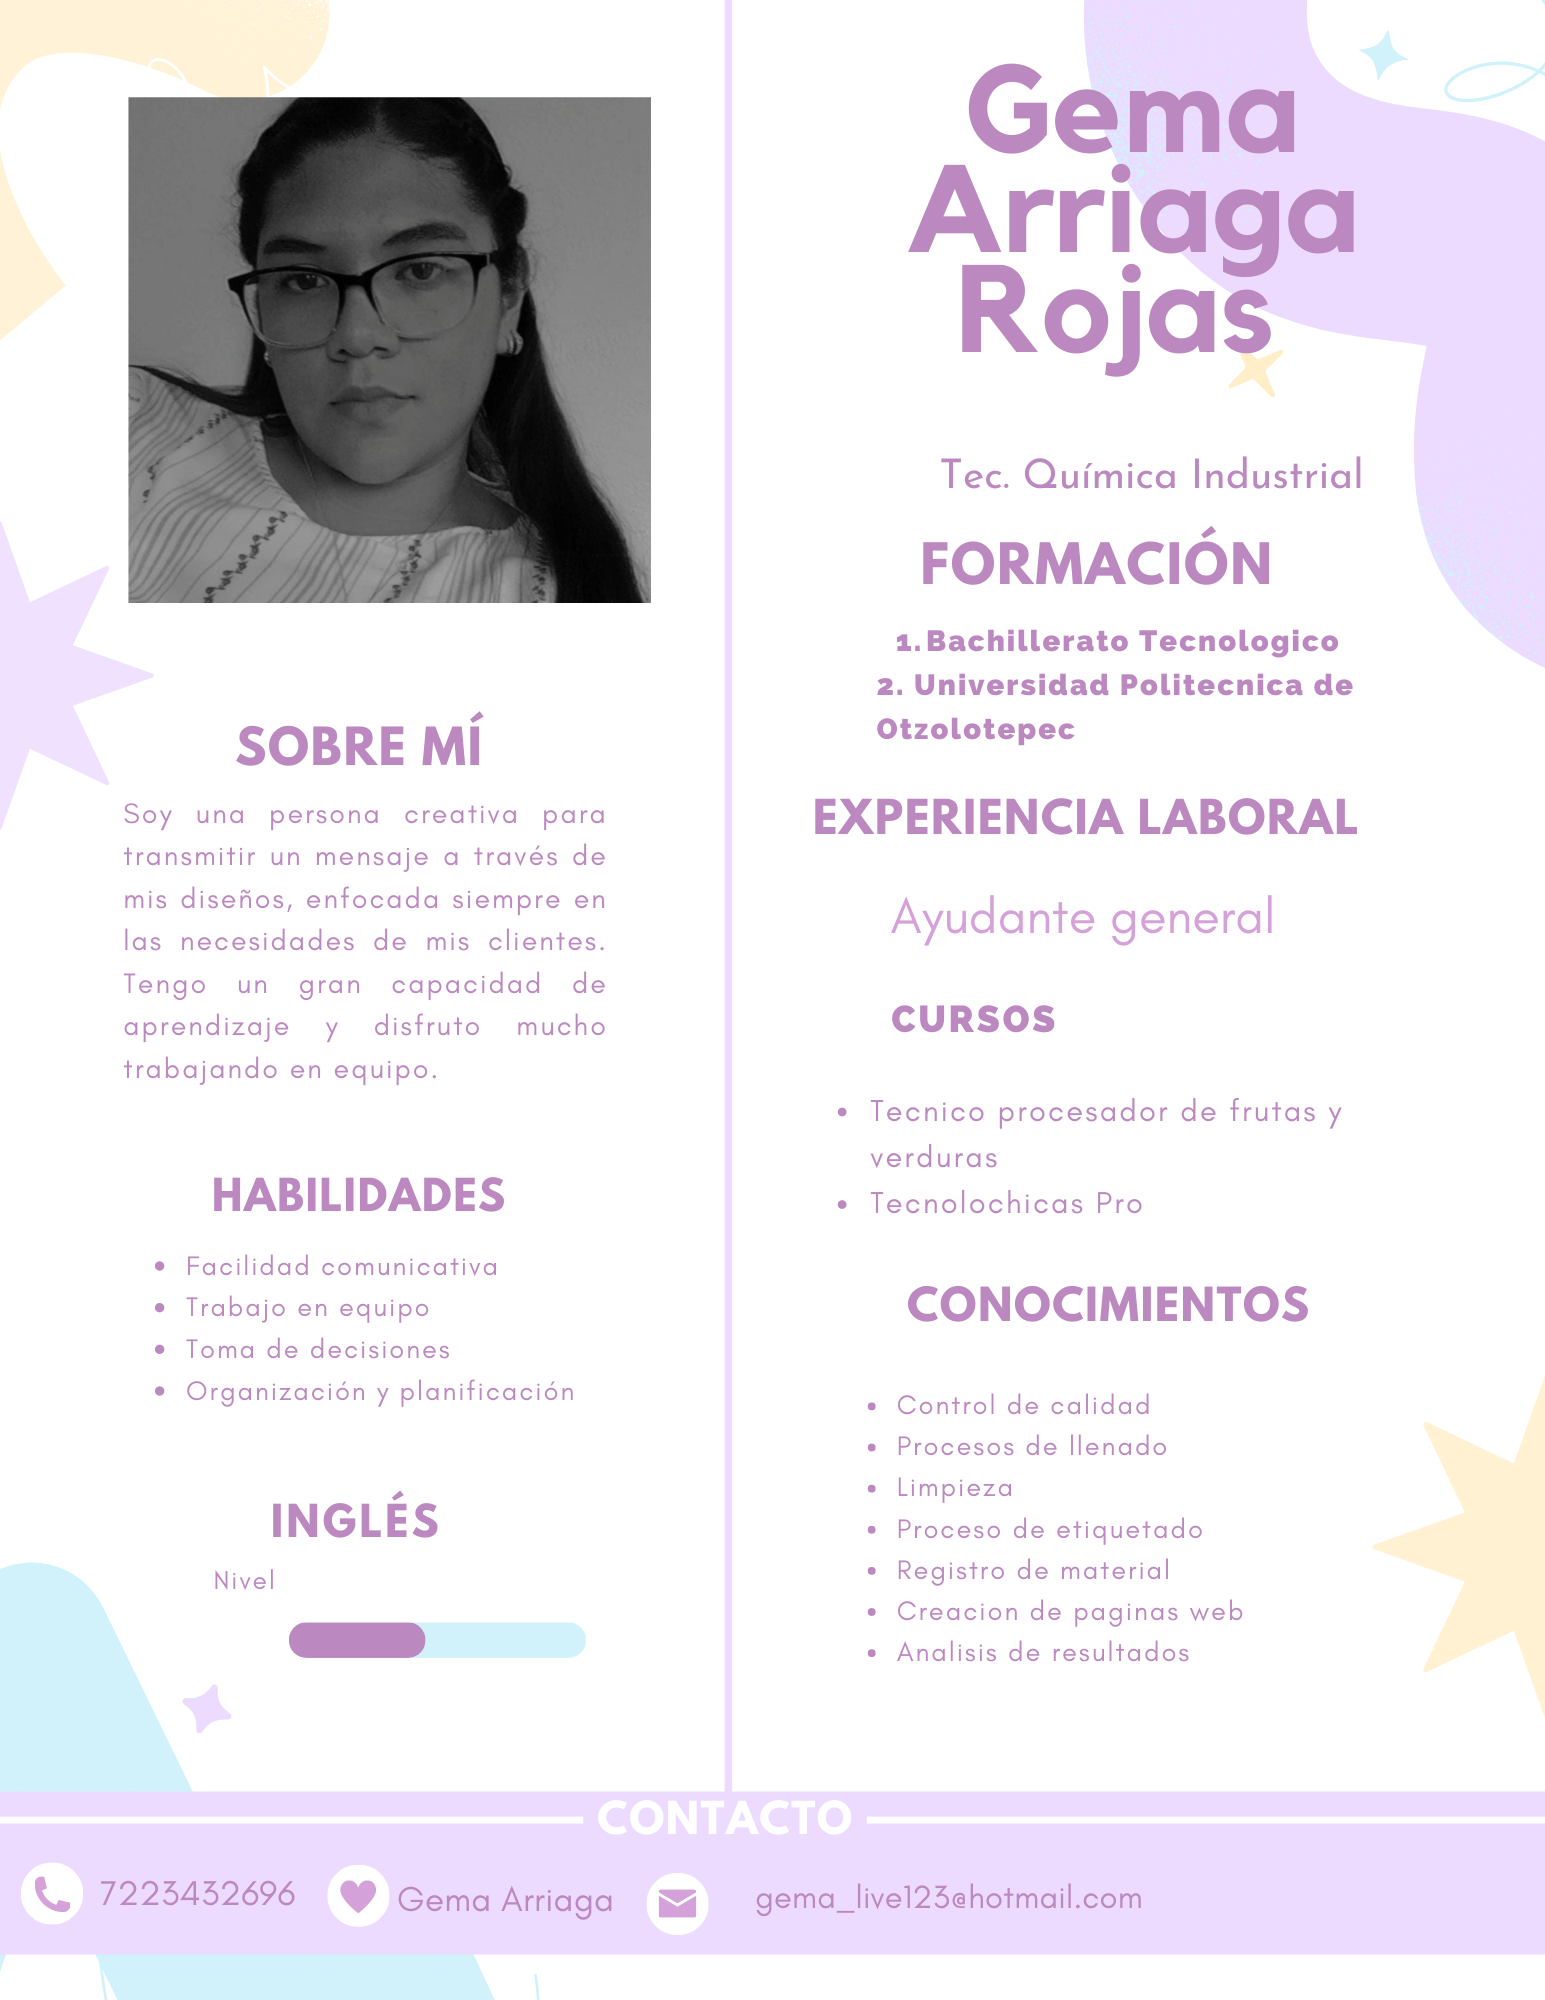 Gema
Arriaga
Rojas
Tec. Química Industrial
FORMACIÓN
1. Bachillerato Tecnologico
2. Universidad Politecnica de
Otzolotepec
EXPERIENCIA LABORAL
Ayudante general
CURSOS
• Tecnico procesador de frutas y
verduras
• Tecnolochicas Pro
CONOCIMIENTOS
• Control de calidad
• Procesos de llenado
• Limpieza
• Proceso de etiquetado
• Registro de material
• Creacion de paginas web
• Analisis de resultados
SOBRE MÍ
Soy una persona creativa para
transmitir un mensaje a través de
mis diseños, enfocada siempre en
las necesidades de mis clientes.
Tengo un gran capacidad de
aprendizaje y disfruto mucho
trabajando en equipo.
HABILIDADES
• Facilidad comunicativa
• Trabajo en equipo
• Toma de decisiones
• Organización y planificación
INGLÉS
Nivel
CONTACTO
7223432696
Gema Arriaga
gema_live123@hotmail.com